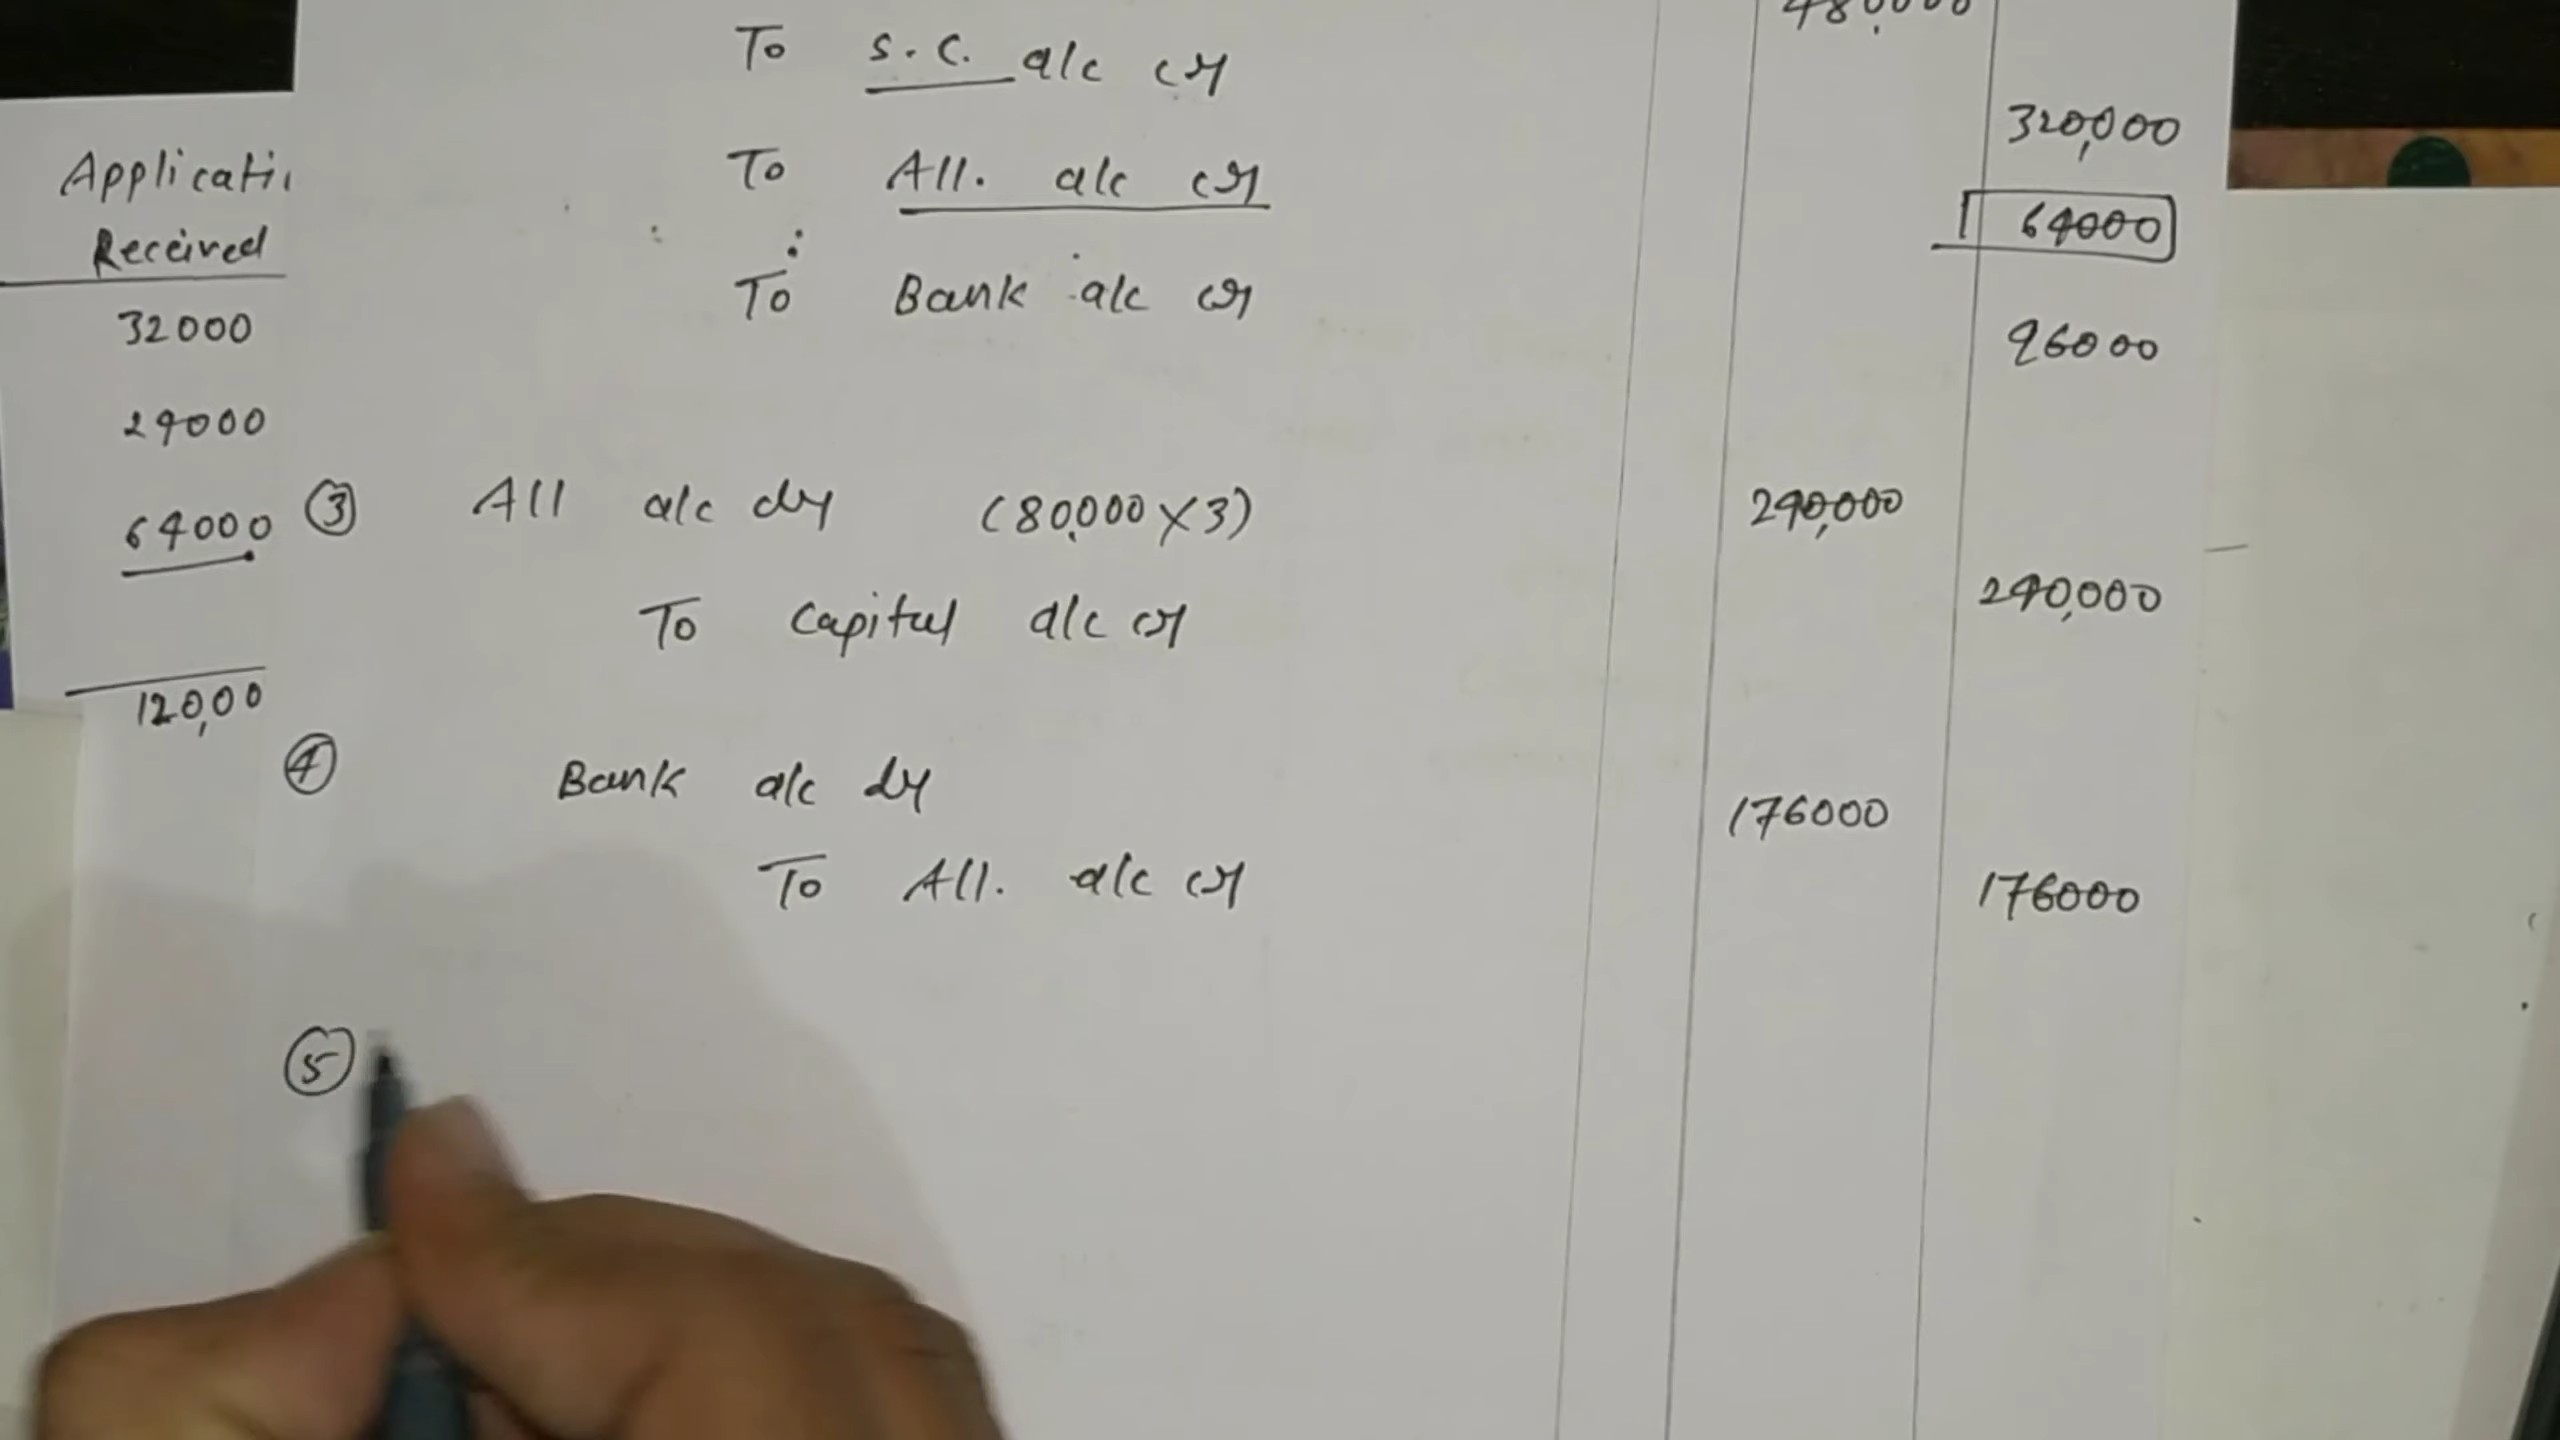 Applicati
Received
32000
24000
64000
120,00
480,000
To S.C. a/c cr
320,000
To All. a/c cr 64000
To Bank a/c cr 96000
③ All a/c dr (80,000 X 3) 240,000
To Capital a/c cr 240,000
④ Bank a/c dr 176000
To All. a/c cr 176000
⑤